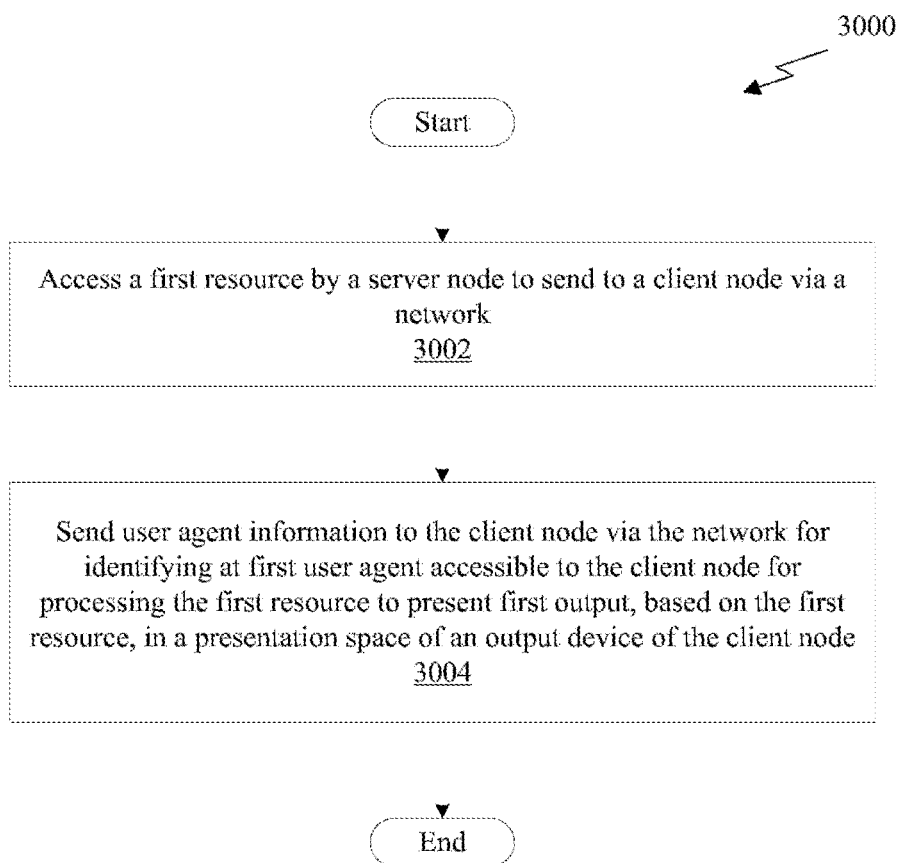 3000
Start
Access a first resource by a server node to send to a client node via a
network
3002
Send user agent information to the client node via the network for
identifying at first user agent accessible to the client node for
processing the first resource to present first output, based on the first
resource, in a presentation space of an output device of the client node
3004
End